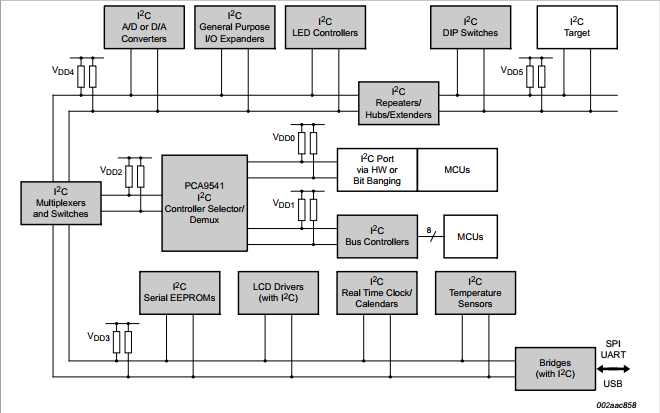 I2C
A/D or D/A
Converters
I2C
General Purpose
I/O Expanders
I2C
LED Controllers
I2C
DIP Switches
I2C
Target
VDD4
VDD5
I2C
Repeaters/
Hubs/Extenders
VDD0
VDD2
PCA9541
I2C
Controller Selector/
Demux
I2C Port
via HW or
Bit Banging
MCUs
I2C
Multiplexers
and Switches
VDD1
I2C
Bus Controllers
8
MCUs
I2C
Serial EEPROMs
LCD Drivers
(with I2C)
I2C
Real Time Clock/
Calendars
I2C
Temperature
Sensors
VDD3
Bridges
(with I2C)
SPI
UART
USB
002aac858